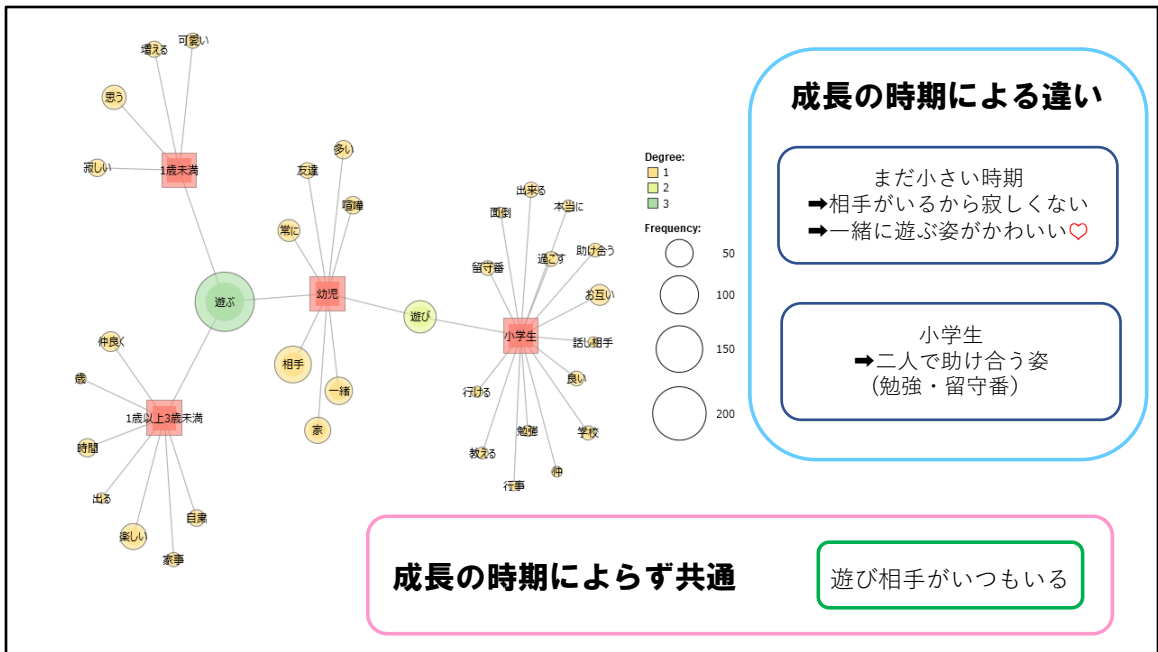 可愛い
増える
思う
寂しい
1歳未満
遊ぶ
仲良く
歳
1歳以上3歳未満
時間
出る
楽しい
家事
自粛
多い
友達
喧嘩
常に
幼児
相手
一緒
家
遊び
出来る
面倒
本当に
助け合う
過ごす
留守番
お互い
小学生
話し相手
良い
行ける
勉強
学校
教える
仲
行事
Degree:
1
2
3
Frequency:
50
100
150
200
成長の時期による違い
まだ小さい時期
➡相手がいるから寂しくない
➡一緒に遊ぶ姿がかわいい♡
小学生
➡二人で助け合う姿
(勉強・留守番)
成長の時期によらず共通
遊び相手がいつもいる